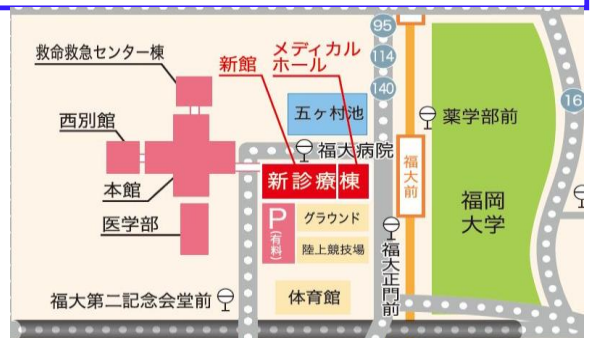 95
救命救急センター棟
新館
メディカル
ホール
114
140
16
西別館
五ヶ村池
薬学部前
福大病院
本館
新診療棟
福大前
福岡
大学
医学部
P
(有料)
グラウンド
陸上競技場
福大正門前
体育館
福大第二記念会堂前